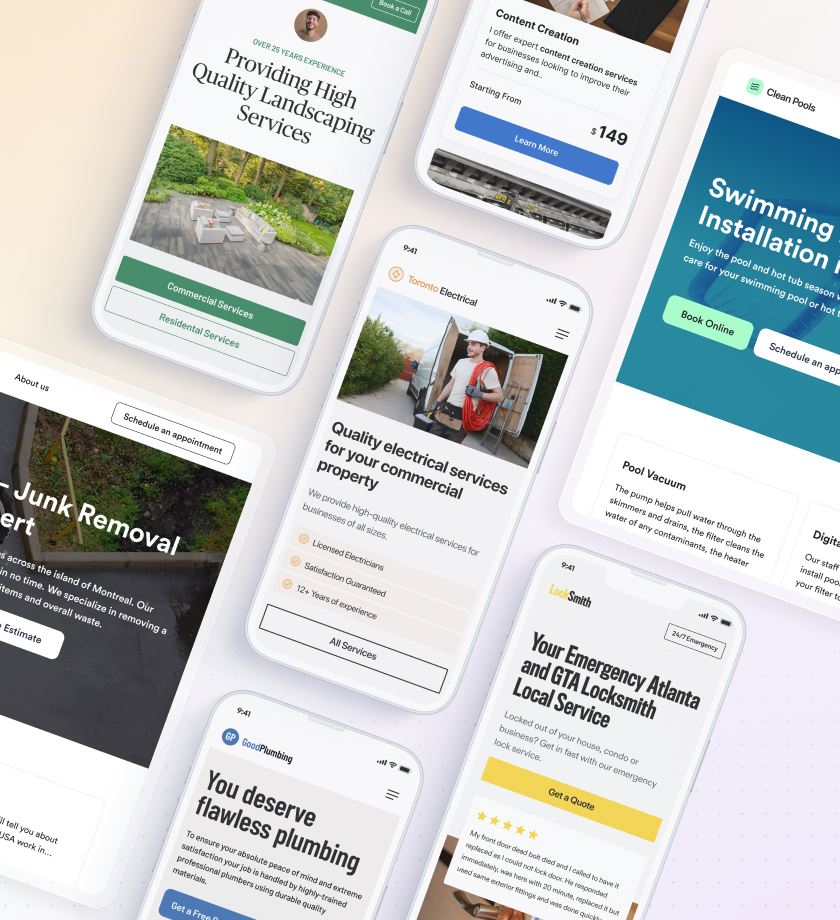 Book a Call
OVER 25 YEARS EXPERIENCE
Providing High
Quality Landscaping
Services
Commercial Services
Residential Services
Content Creation
I offer expert content creation services
for businesses looking to improve their
advertising and..
Starting From
$ 149
Learn More
Clean Pools
Swimming
Installation
Enjoy the pool and hot tub season
care for your swimming pool or hot
Book Online
Schedule an app
Pool Vacuum
The pump helps pull water through the
skimmers and drains, the filter cleans the
water of any contaminants, the heater
Digita
Our staff
install poo
your filter to
9:41
Toronto Electrical
Quality electrical services
for your commercial
property
We provide high-quality electrical services for
businesses of all sizes.
Licensed Electricians
Satisfaction Guaranteed
12+ Years of experience
All Services
About us
Schedule an appointment
– Junk Removal
ert
es across the island of Montreal. Our
in no time. We specialize in removing a
items and overall waste.
e Estimate
ll tell you about
USA work in...
9:41
LockSmith
24/7 Emergency
Your Emergency Atlanta
and GTA Locksmith
Local Service
Locked out of your house, condo or
business? Get in fast with our emergency
lock service.
Get a Quote
My front door dead bolt died and I called to have it
replaced as I could not lock door. He responded
immediately, was here with 20 minute, replaced it but
used same exterior fittings and was done quickly
9:41
GP GoodPlumbing
You deserve
flawless plumbing
To ensure your absolute peace of mind and extreme
satisfaction your job is handled by highly-trained
professional plumbers using durable quality
materials.
Get a Free